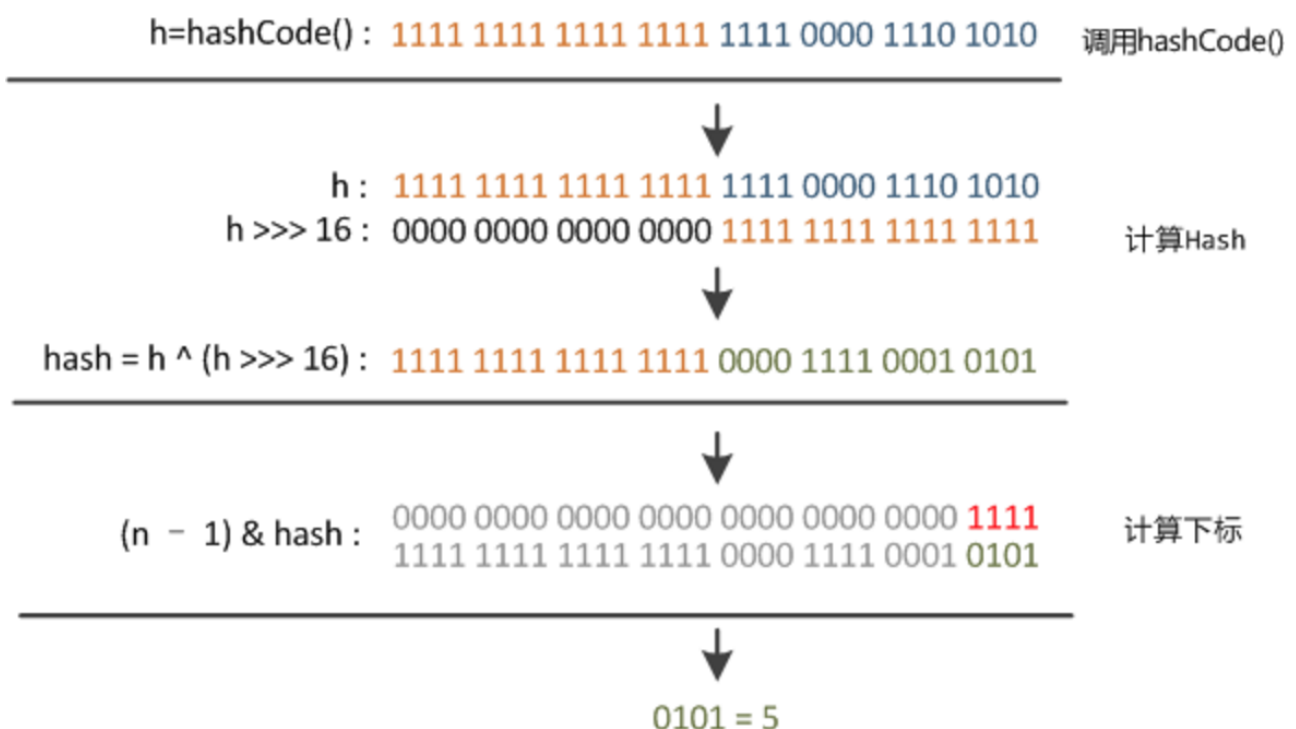 h=hashCode() : 1111 1111 1111 1111 1111 0000 1110 1010 调用hashCode()
h : 1111 1111 1111 1111 1111 0000 1110 1010
h >>> 16 : 0000 0000 0000 0000 1111 1111 1111 1111
计算Hash
hash = h ^ (h >>> 16) : 1111 1111 1111 1111 0000 1111 0001 0101
0000 0000 0000 0000 0000 0000 0000 1111
(n - 1) & hash : 计算下标
1111 1111 1111 1111 0000 1111 0001 0101
0101 = 5